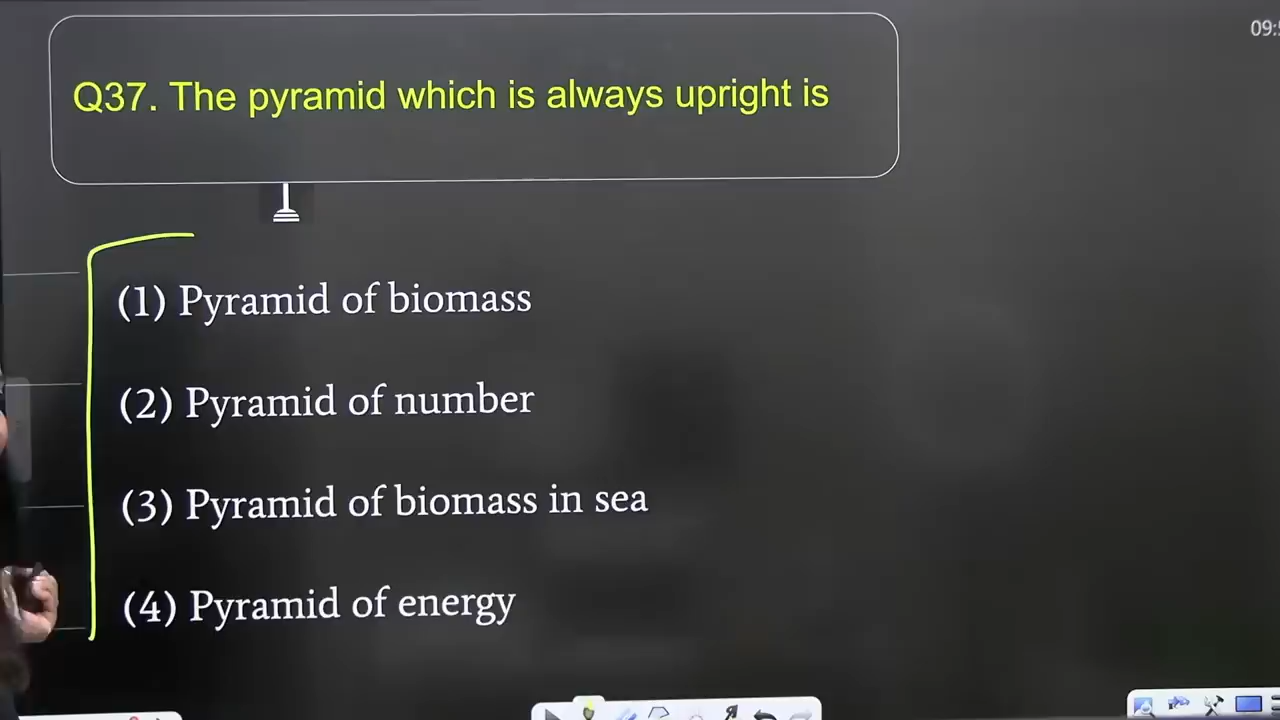 09:
Q37. The pyramid which is always upright is
(1) Pyramid of biomass
(2) Pyramid of number
(3) Pyramid of biomass in sea
(4) Pyramid of energy